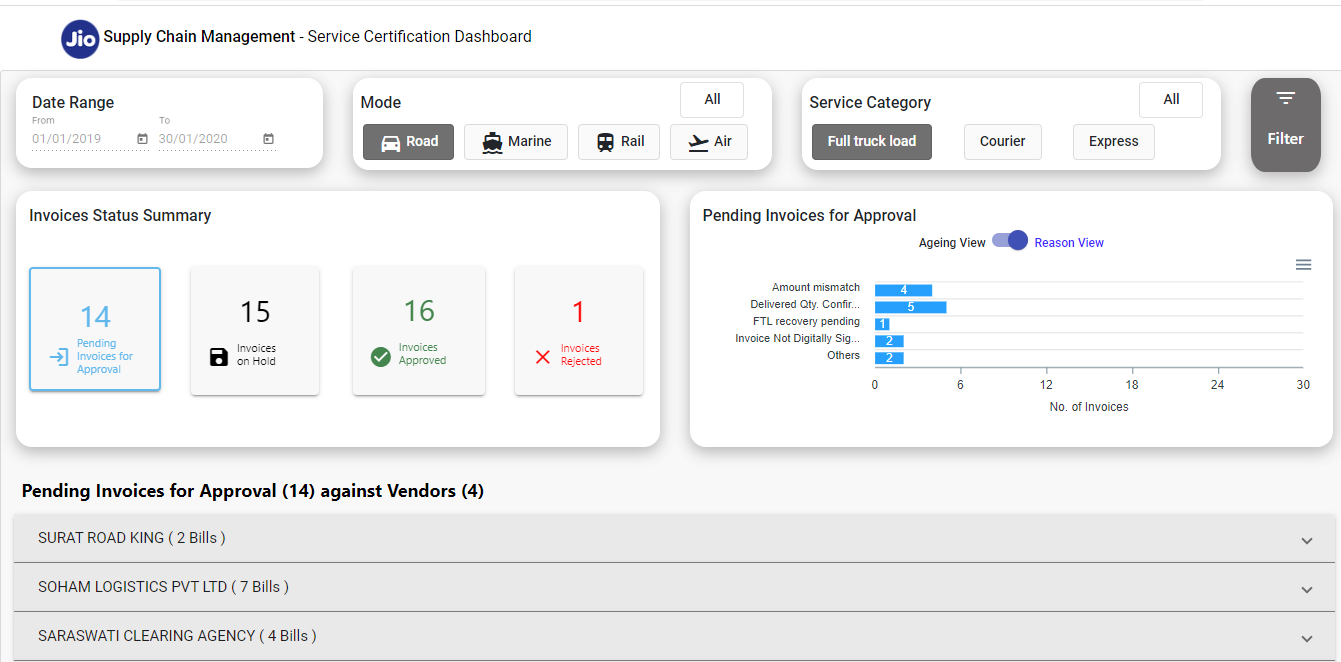 Jio Supply Chain Management - Service Certification Dashboard
Date Range
From To
01/01/2019 30/01/2020
Mode All
Road Marine Rail Air
Service Category All
Full truck load Courier Express
Filter
Invoices Status Summary
14
Pending
Invoices for
Approval
15
Invoices
on Hold
16
Invoices
Approved
1
Invoices
Rejected
Pending Invoices for Approval
Ageing View Reason View
Amount mismatch 4
Delivered Qty. Confir... 5
FTL recovery pending 1
Invoice Not Digitally Sig... 2
Others 2
0 6 12 18 24 30
No. of Invoices
Pending Invoices for Approval (14) against Vendors (4)
SURAT ROAD KING ( 2 Bills )
SOHAM LOGISTICS PVT LTD ( 7 Bills )
SARASWATI CLEARING AGENCY ( 4 Bills )